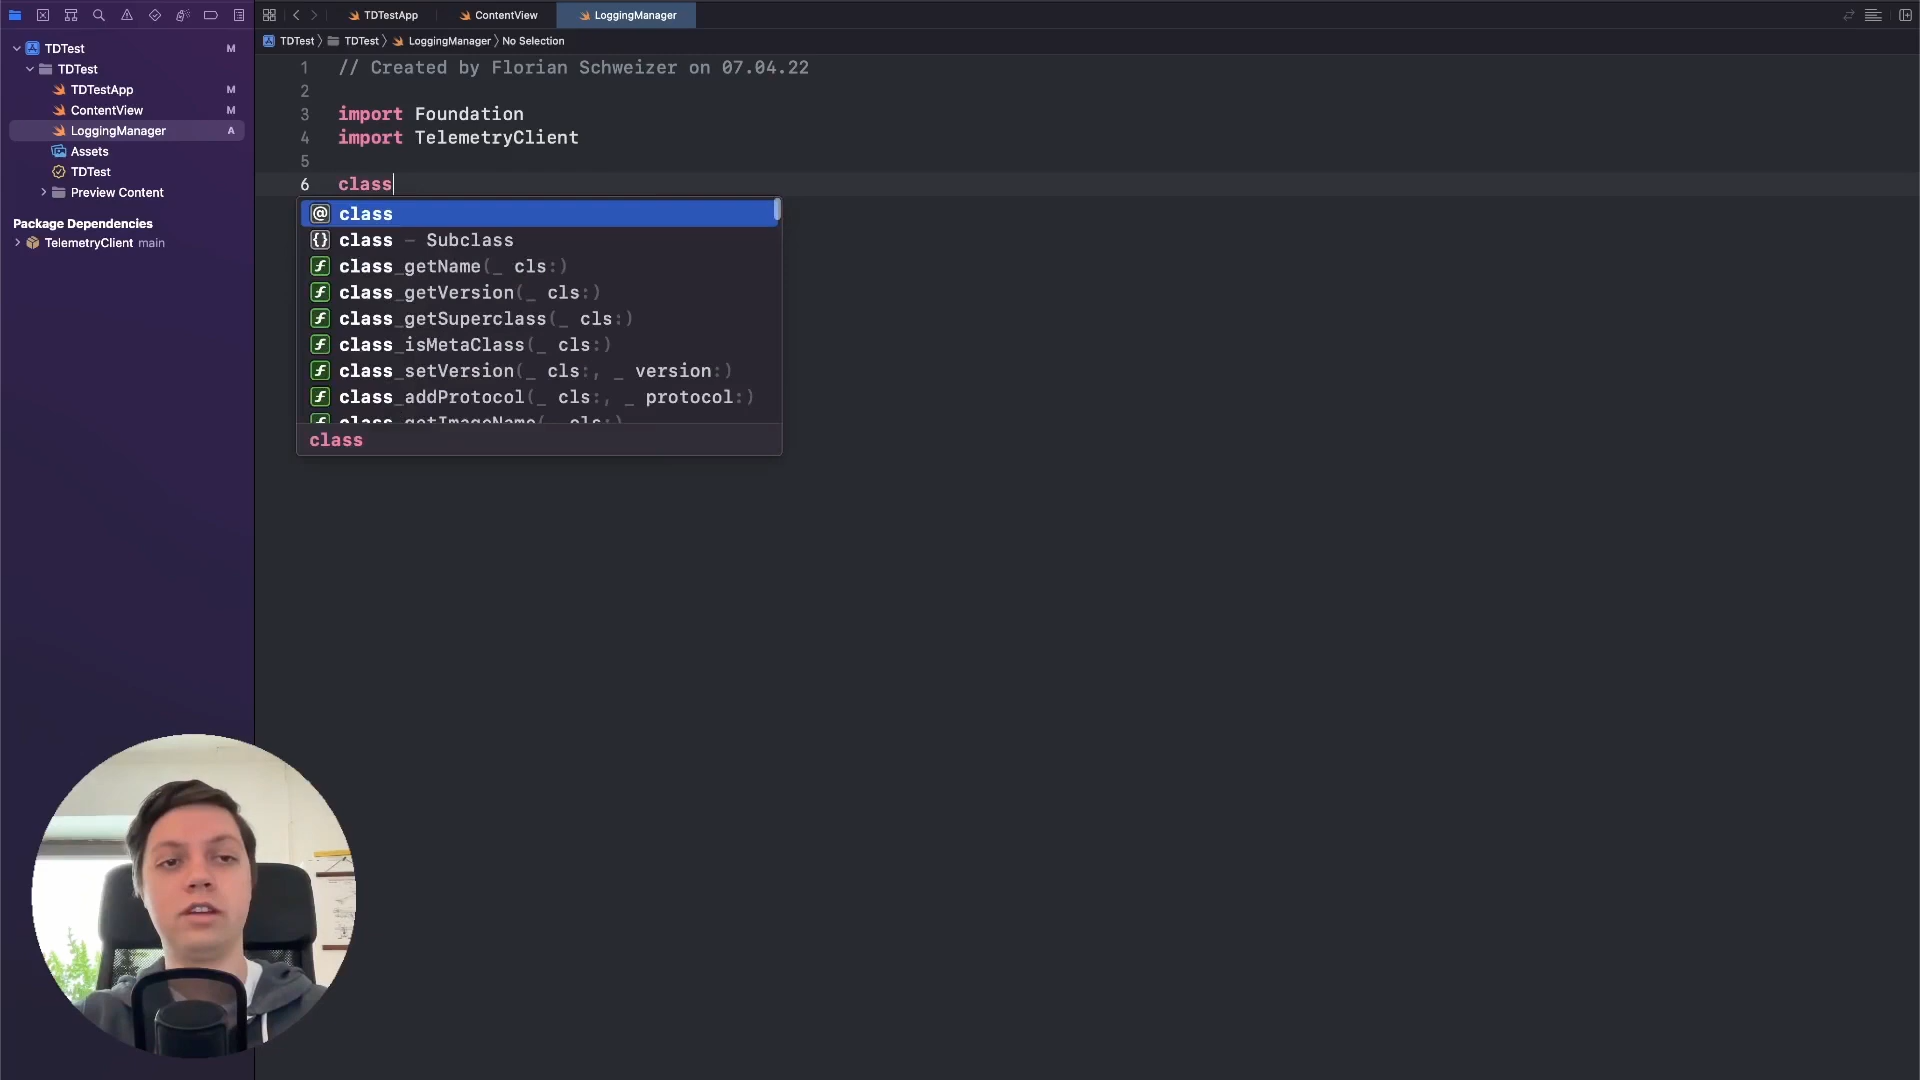 TDTestApp
ContentView
LoggingManager
TDTest
M
TDTest
TDTestApp
M
ContentView
M
LoggingManager
A
Assets
TDTest
Preview Content
Package Dependencies
TelemetryClient main
TDTest TDTest LoggingManager No Selection
1 // Created by Florian Schweizer on 07.04.22
2
3 import Foundation
4 import TelemetryClient
5
6 class
@ class
{} class — Subclass
f class_getName(_ cls:)
f class_getVersion(_ cls:)
f class_getSuperclass(_ cls:)
f class_isMetaClass(_ cls:)
f class_setVersion(_ cls:, _ version:)
f class_addProtocol(_ cls:, _ protocol:)
f class_getImageName(_ cls:)
class